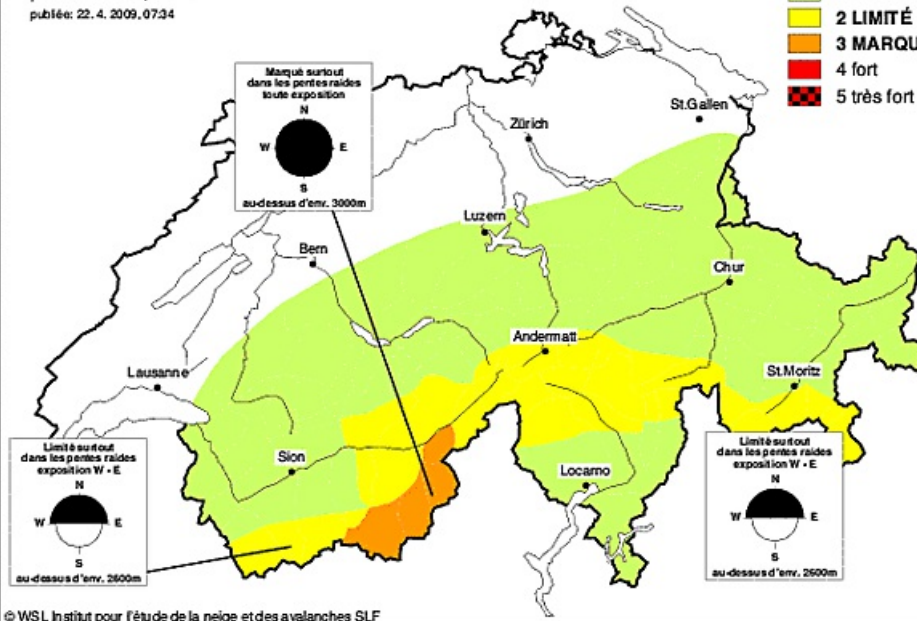 publiée: 22. 4. 2009, 07:34
2 LIMITÉ
3 MARQU
4 fort
5 très fort
Marqué surtout
dans les pentes raides
toute exposition
N
W E
S
au-dessus d'env. 3000m
St.Gallen
Zürich
Luzern
Bern
Chur
Andermatt
Lausanne
St.Moritz
Sion
Locarno
Limité surtout
dans les pentes raides
exposition W - E
N
W E
S
au-dessus d'env. 2600m
Limité surtout
dans les pentes raides
exposition W - E
N
W E
S
au-dessus d'env. 2600m
© WSL Institut pour l'étude de la neige et des avalanches SLF